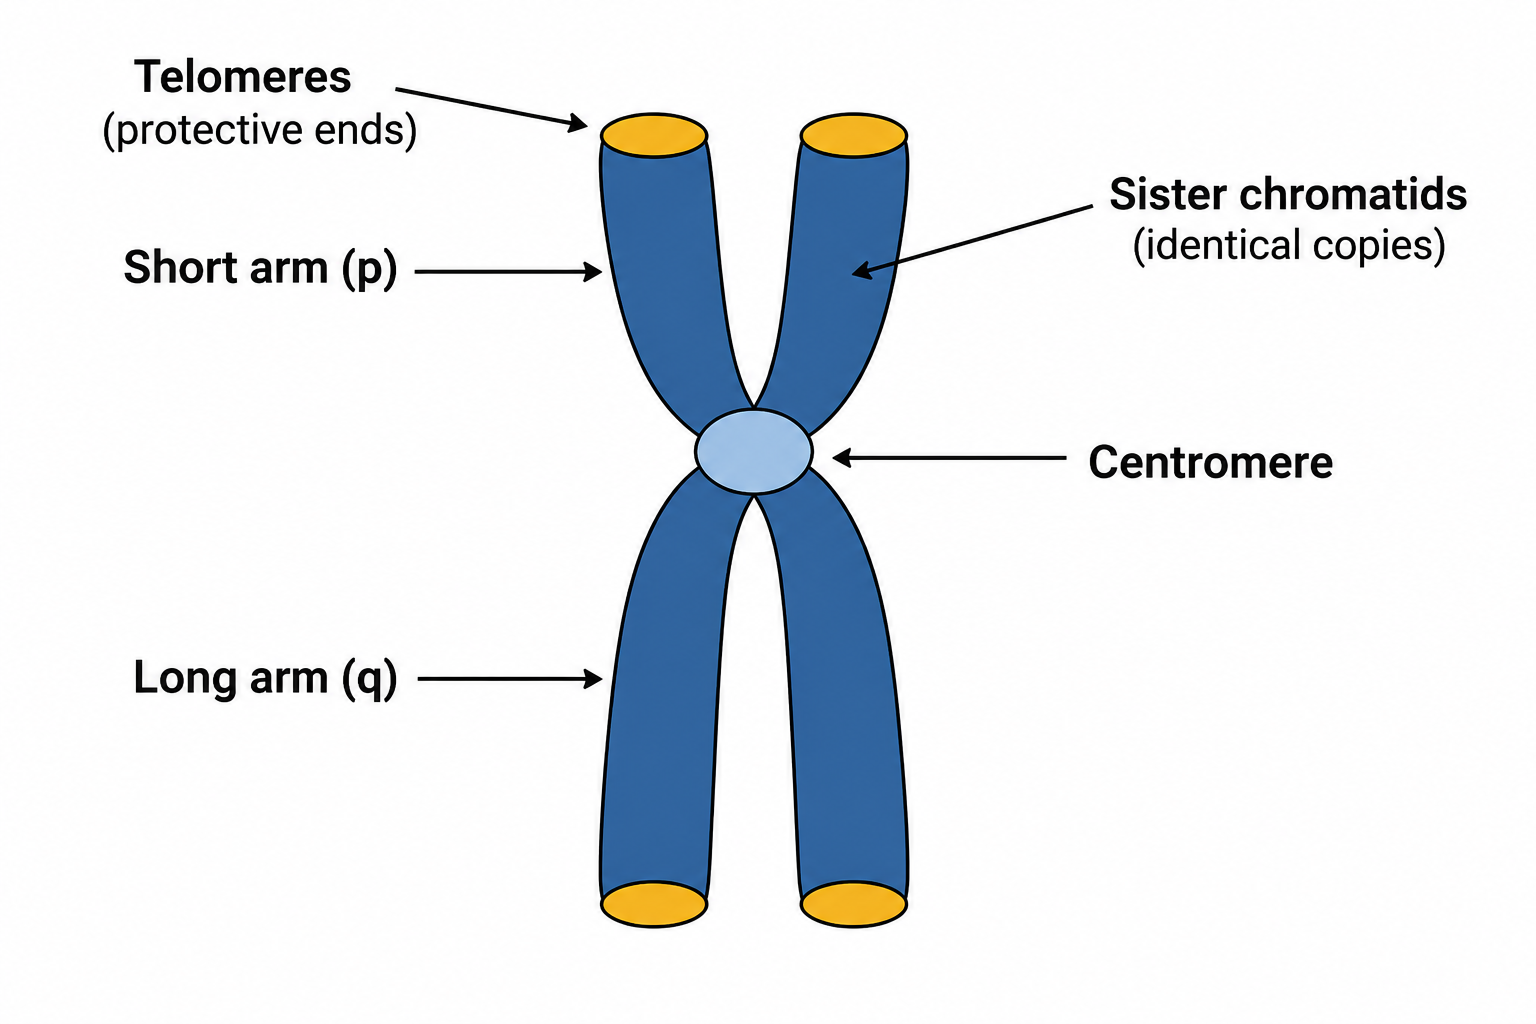 Telomeres
(protective ends)
Sister chromatids
(identical copies)
Short arm (p)
Centromere
Long arm (q)